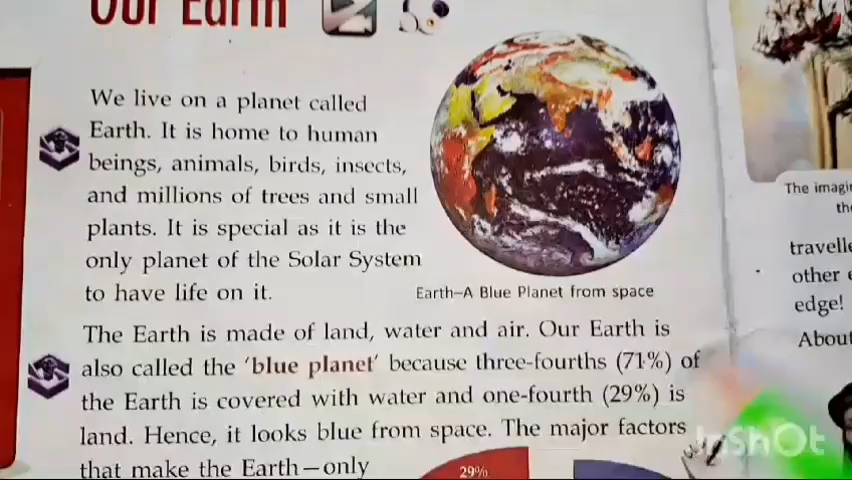 Our Earth
2
We live on a planet called
Earth. It is home to human
beings, animals, birds, insects,
and millions of trees and small
plants. It is special as it is the
only planet of the Solar System
to have life on it.
Earth–A Blue Planet from space
The Earth is made of land, water and air. Our Earth is
also called the 'blue planet' because three-fourths (71%) of
the Earth is covered with water and one-fourth (29%) is
land. Hence, it looks blue from space. The major factors
that make the Earth—only
29%
The
th
travelle
other e
edge!
About
InShOt